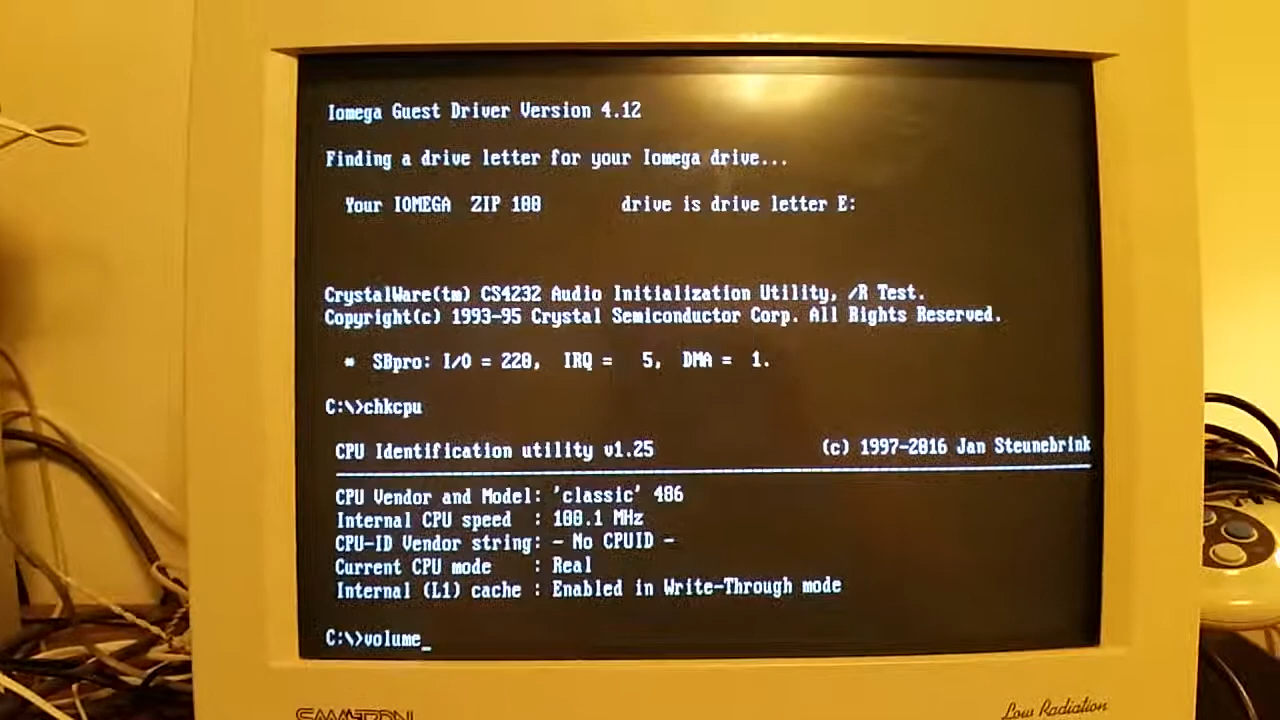 Iomega Guest Driver Version 4.12
Finding a drive letter for your Iomega drive...
Your IOMEGA ZIP 100 drive is drive letter E:
CrystalWare(tm) CS4232 Audio Initialization Utility, /R Test.
Copyright(c) 1993-95 Crystal Semiconductor Corp. All Rights Reserved.
* SBpro: I/O = 220, IRQ = 5, DMA = 1.
C:\>chkcpu
CPU Identification utility v1.25 (c) 1997-2016 Jan Steunebrink
CPU Vendor and Model: 'classic' 486
Internal CPU speed : 100.1 MHz
CPU-ID Vendor string: - No CPUID -
Current CPU mode : Real
Internal (L1) cache : Enabled in Write-Through mode
C:\>volume_
SAMTRON
Low Radiation